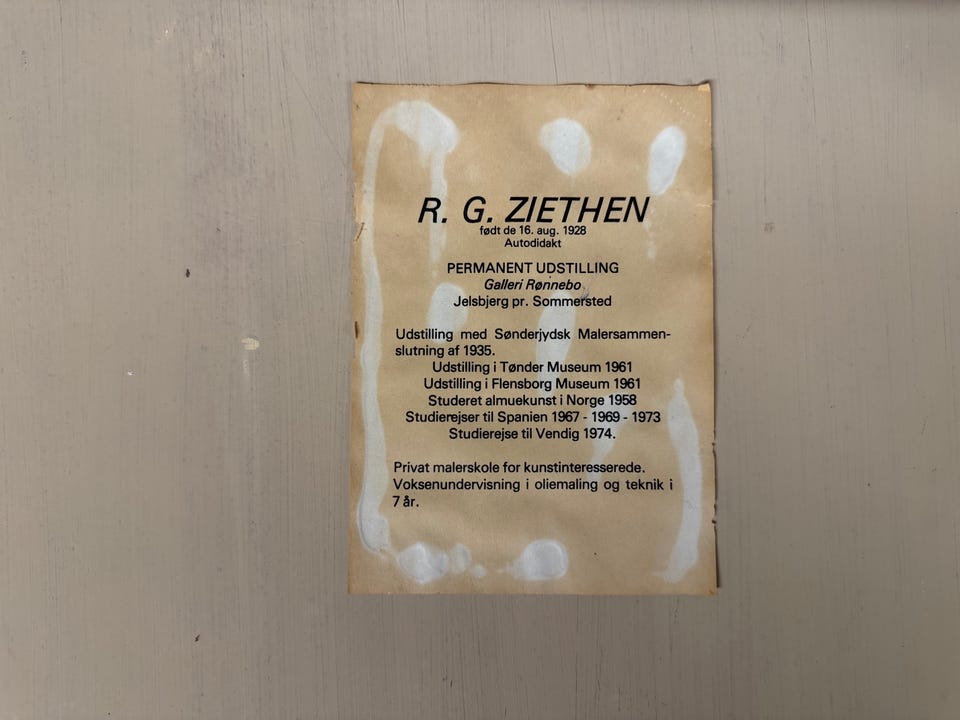 R. G. ZIETHEN
født de 16. aug. 1928
Autodidakt
PERMANENT UDSTILLING
Galleri Rønnebo
Jelsbjerg pr. Sommersted
Udstilling med Sønderjydsk Malersammen-
slutning af 1935.
Udstilling i Tønder Museum 1961
Udstilling i Flensborg Museum 1961
Studeret almuekunst i Norge 1958
Studierejser til Spanien 1967 - 1969 - 1973
Studierejse til Vendig 1974.
Privat malerskole for kunstinteresserede.
Voksenundervisning i oliemaling og teknik i
7 år.